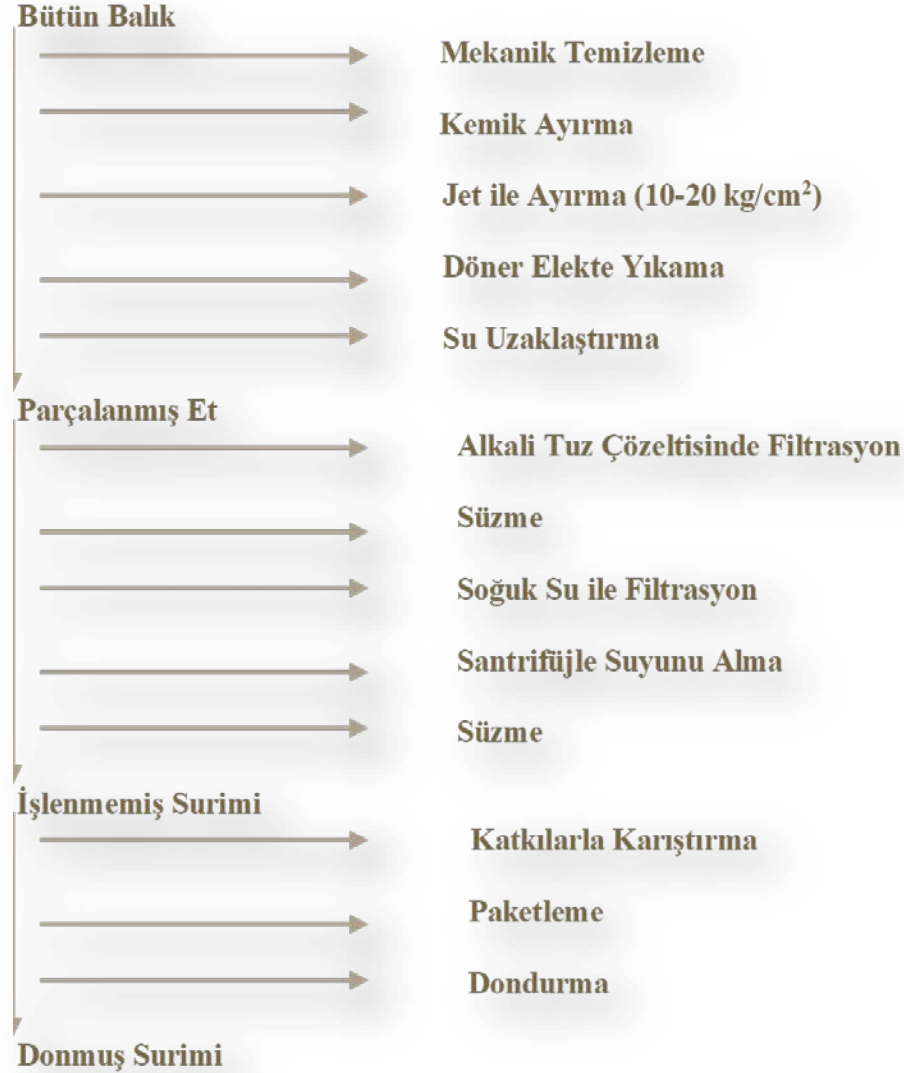 Bütün Balık
Mekanik Temizleme
Kemik Ayırma
Jet ile Ayırma (10-20 kg/cm²)
Döner Elekte Yıkama
Su Uzaklaştırma
Parçalanmış Et
Alkali Tuz Çözeltisinde Filtrasyon
Süzme
Soğuk Su ile Filtrasyon
Santrifüjle Suyunu Alma
Süzme
İşlenmemiş Surimi
Katkılarla Karıştırma
Paketleme
Dondurma
Donmuş Surimi